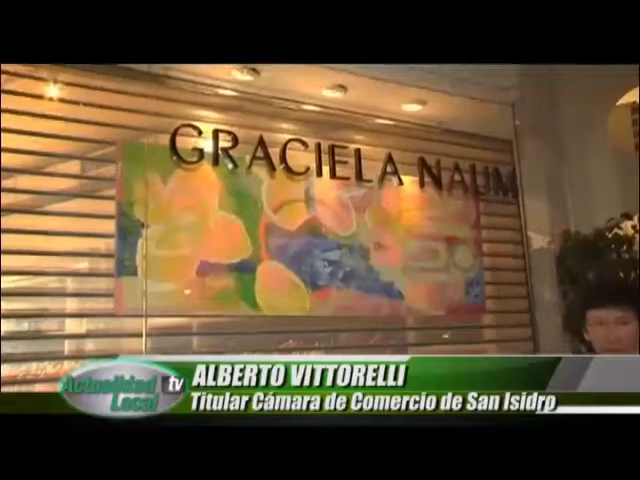 GRACIELA NAUM
Actualidad
Local
tv
ALBERTO VITTORELLI
Titular Cámara de Comercio de San Isidro